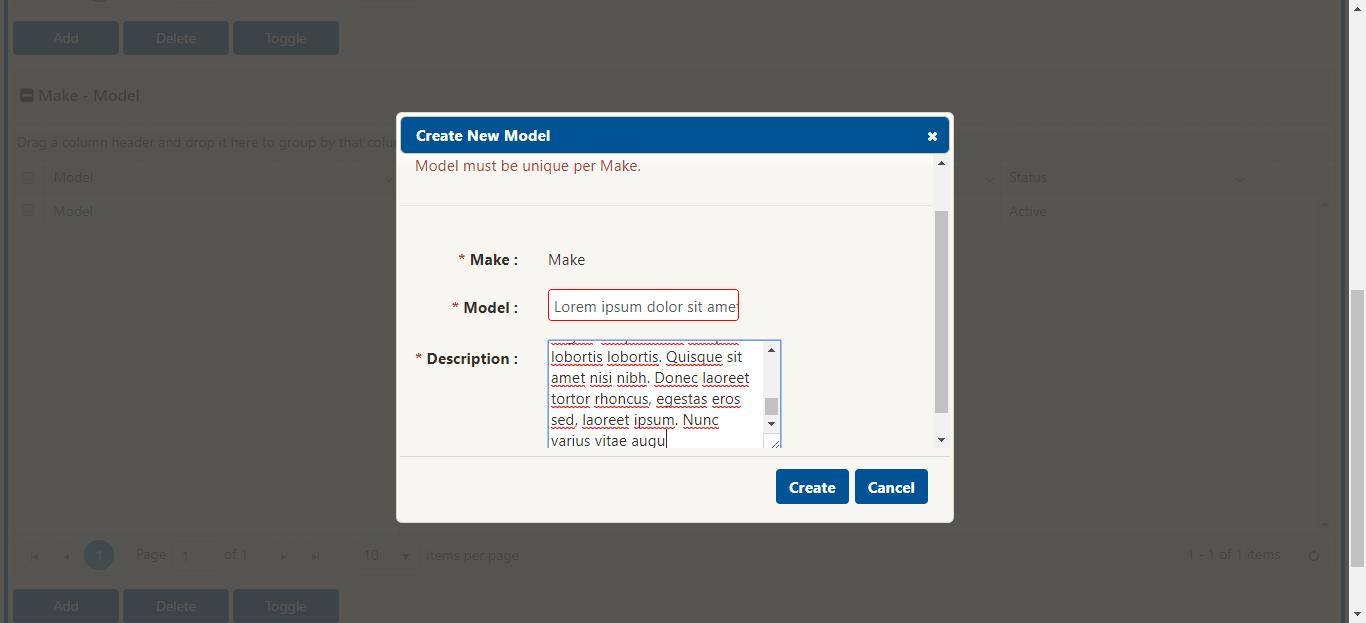 Add Delete Toggle
Make - Model
Drag a column header and drop it here to group by that colu
Model Status
Model Active
Create New Model
Model must be unique per Make.
* Make : Make
* Model : Lorem ipsum dolor sit ame
* Description :
lobortis lobortis. Quisque sit
amet nisi nibh. Donec laoreet
tortor rhoncus, egestas eros
sed, laoreet ipsum. Nunc
varius vitae augu
Create Cancel
1 Page 1 of 1 10 items per page 1 - 1 of 1 items
Add Delete Toggle